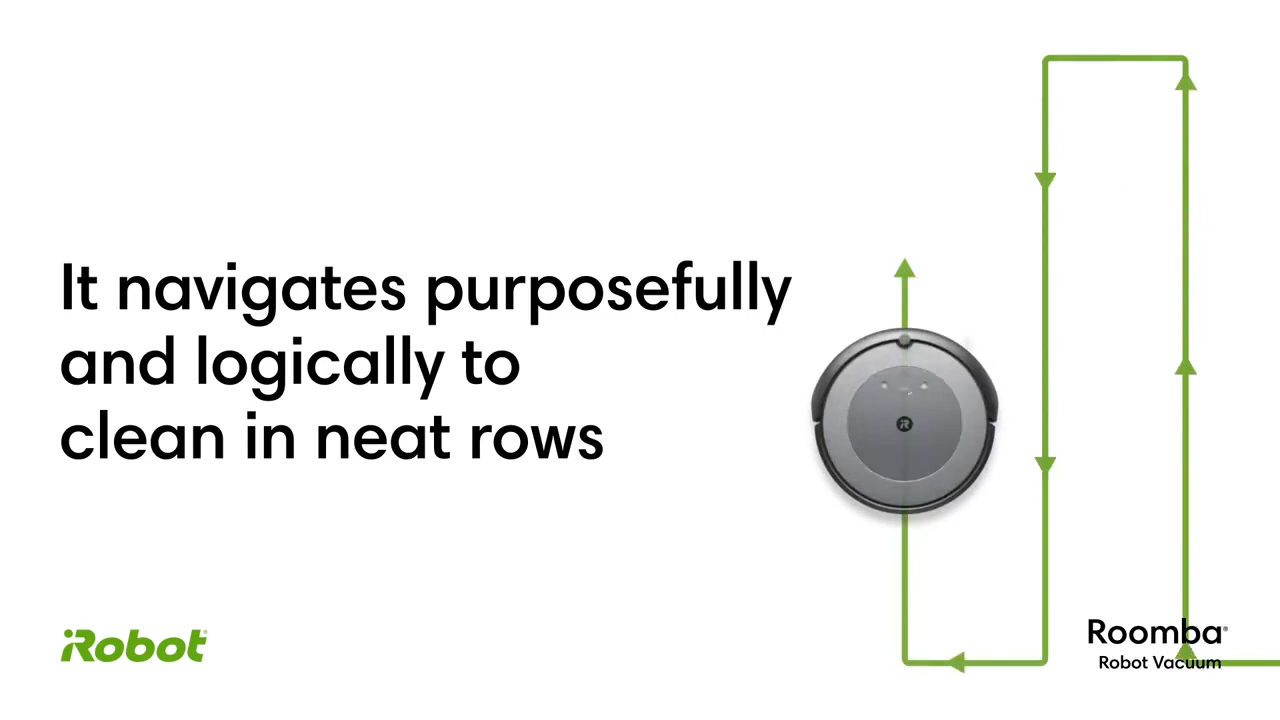 It navigates purposefully
and logically to
clean in neat rows
iRobot®
Roomba®
Robot Vacuum